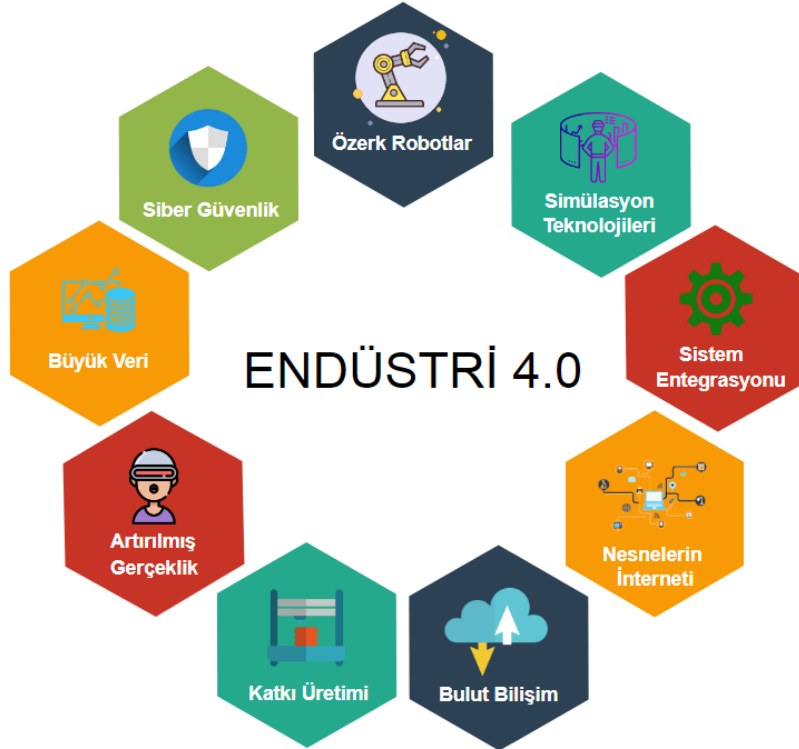 Özerk Robotlar
Simülasyon
Teknolojileri
Sistem
Entegrasyonu
Nesnelerin
İnterneti
Bulut Bilişim
Katkı Üretimi
Artırılmış
Gerçeklik
Büyük Veri
Siber Güvenlik
ENDÜSTRİ 4.0